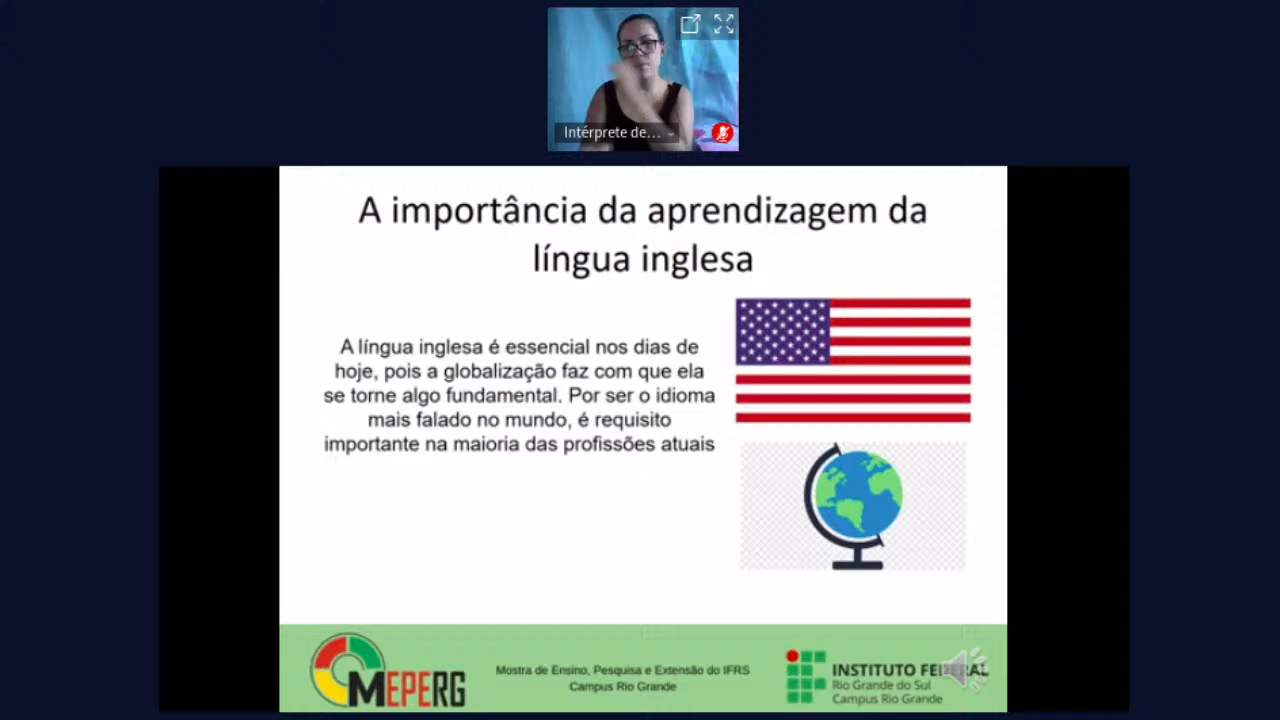 Intérprete de...
A importância da aprendizagem da
língua inglesa
A língua inglesa é essencial nos dias de
hoje, pois a globalização faz com que ela
se torne algo fundamental. Por ser o idioma
mais falado no mundo, é requisito
importante na maioria das profissões atuais
MEPERG
Mostra de Ensino, Pesquisa e Extensão do IFRS
Campus Rio Grande
INSTITUTO FEDERAL
Rio Grande do Sul
Campus Rio Grande